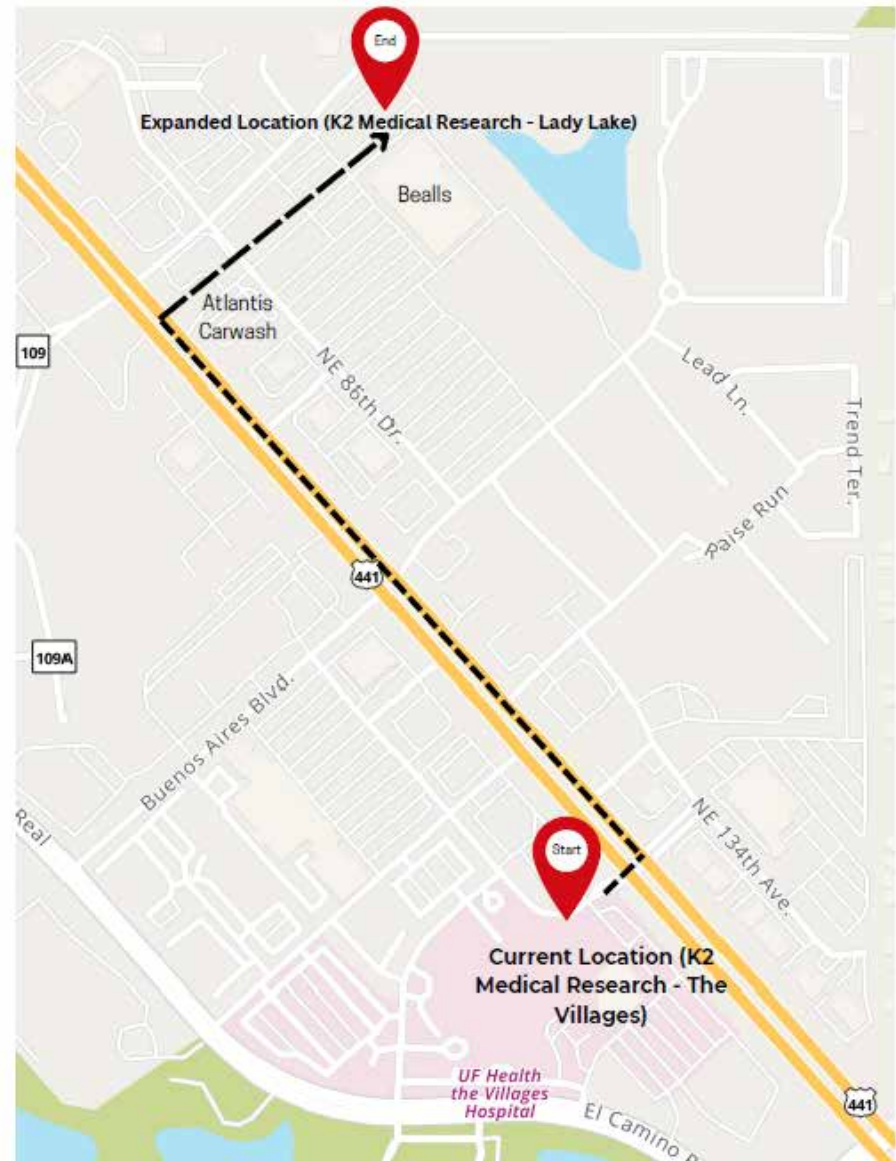 End
Expanded Location (K2 Medical Research - Lady Lake)
Bealls
Atlantis
Carwash
109
NE 86th Dr.
Lead Ln.
Trend Ter.
Raise Run
441
109A
Buenos Aires Blvd.
Real
NE 134th Ave.
Start
Current Location (K2
Medical Research - The
Villages)
UF Health
the Villages
Hospital
El Camino R
441